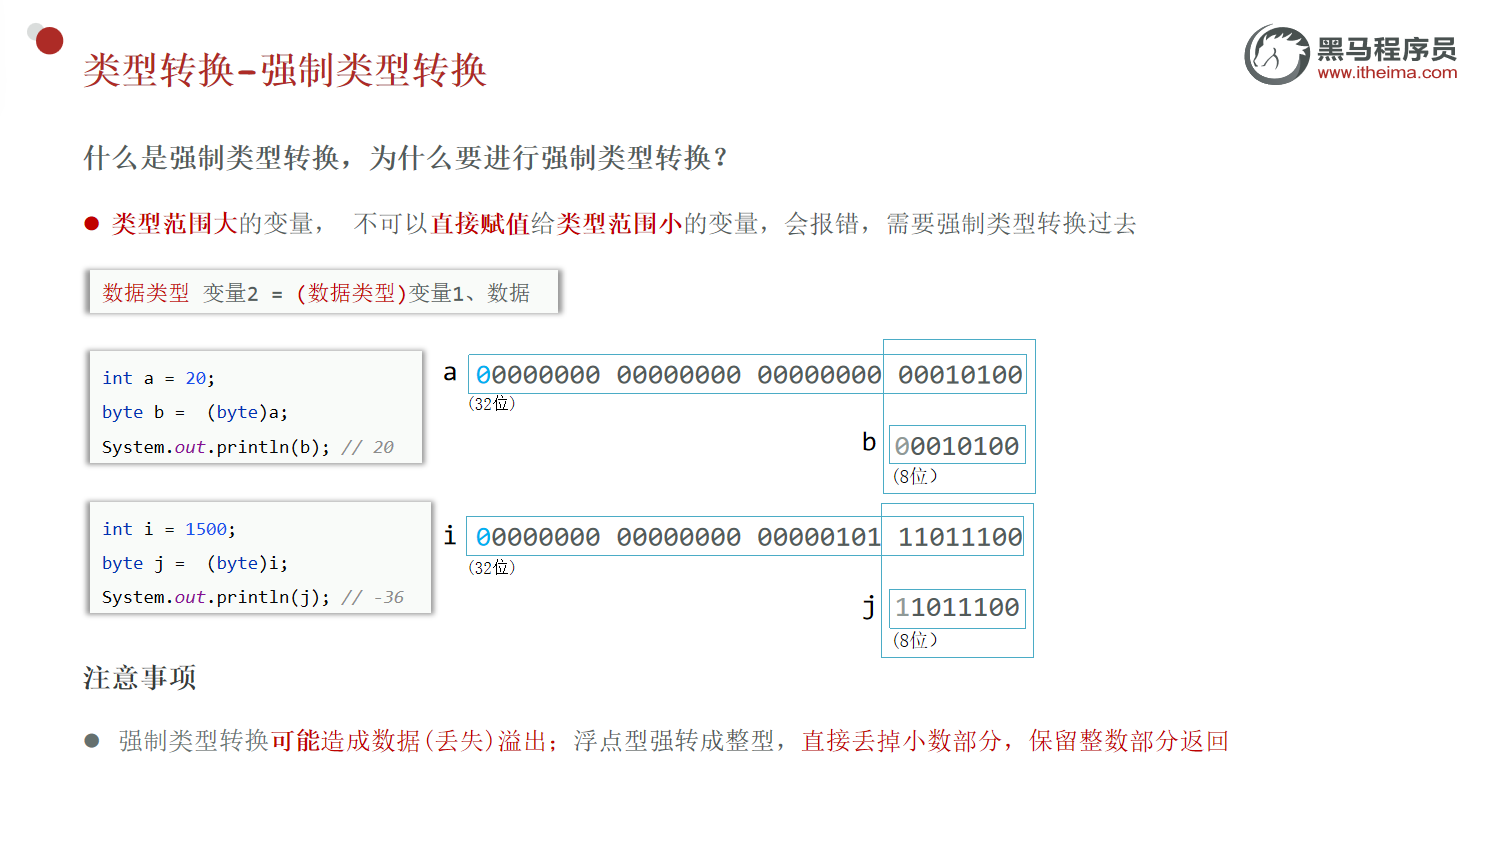 类型转换-强制类型转换
黑马程序员
www.itheima.com
什么是强制类型转换，为什么要进行强制类型转换？
类型范围大的变量， 不可以直接赋值给类型范围小的变量，会报错，需要强制类型转换过去
数据类型 变量2 = (数据类型)变量1、数据
int a = 20;
byte b =  (byte)a;
System.out.println(b); // 20
a 00000000 00000000 00000000 00010100
(32位)
b 00010100
(8位)
int i = 1500;
byte j =  (byte)i;
System.out.println(j); // -36
i 00000000 00000000 00000101 11011100
(32位)
j 11011100
(8位)
注意事项
强制类型转换可能造成数据(丢失)溢出；浮点型强转成整型，直接丢掉小数部分，保留整数部分返回